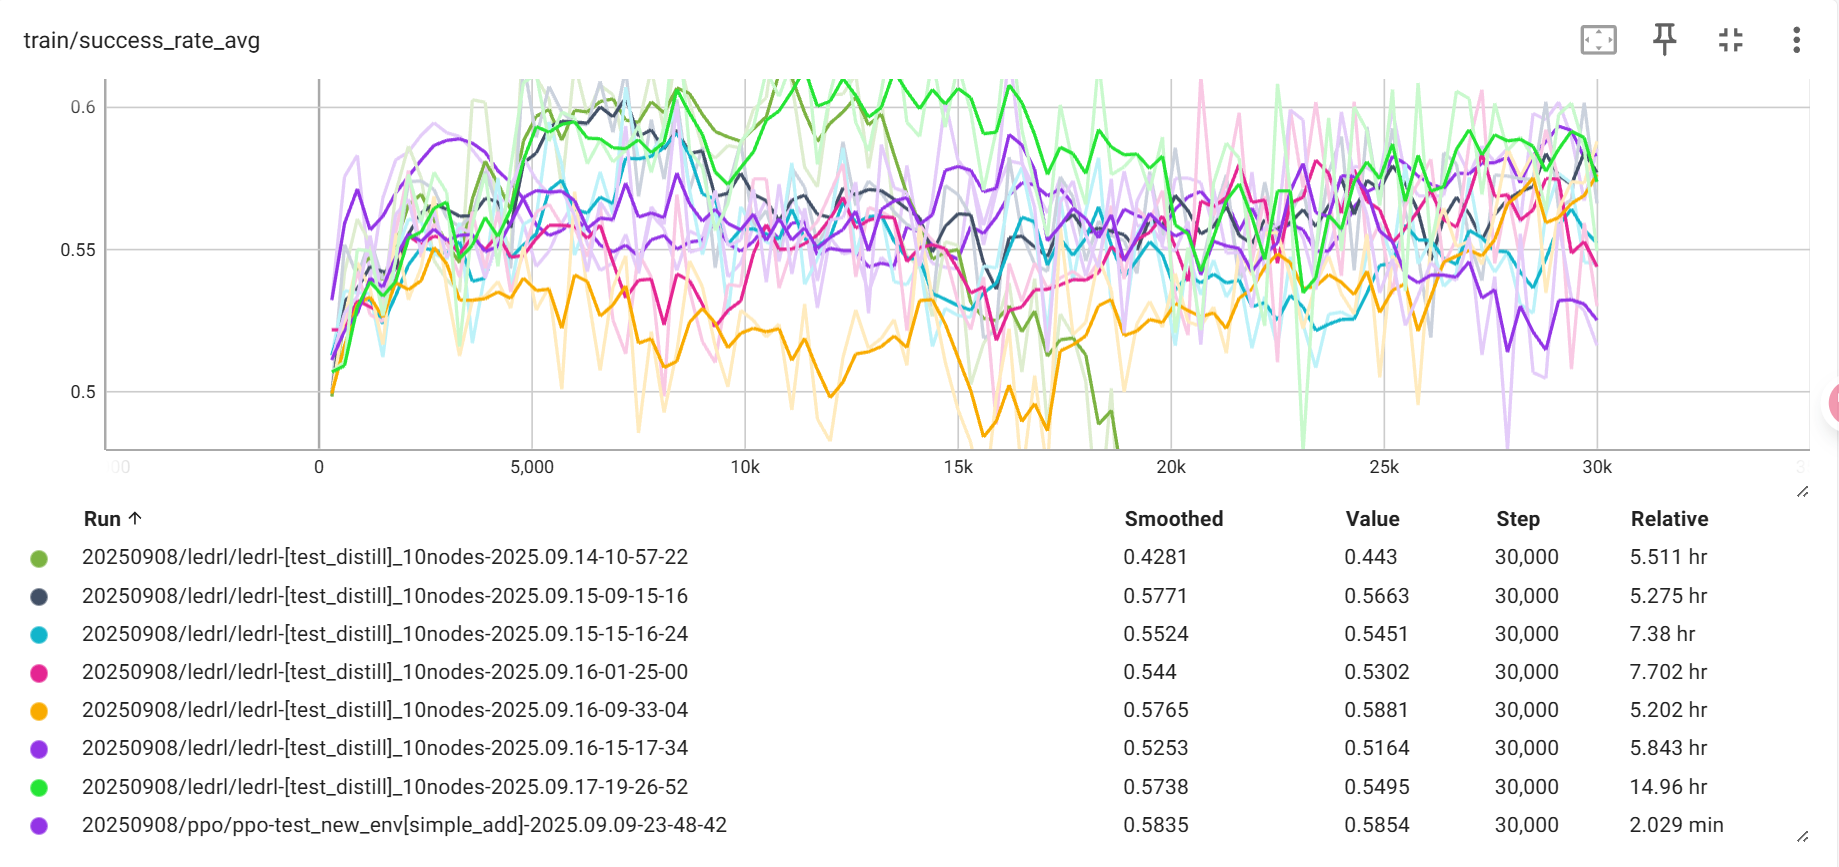 train/success_rate_avg
0.6
0.55
0.5
0 5,000 10k 15k 20k 25k 30k
Run ↑ Smoothed Value Step Relative
20250908/ledrl/ledrl-[test_distill]_10nodes-2025.09.14-10-57-22 0.4281 0.443 30,000 5.511 hr
20250908/ledrl/ledrl-[test_distill]_10nodes-2025.09.15-09-15-16 0.5771 0.5663 30,000 5.275 hr
20250908/ledrl/ledrl-[test_distill]_10nodes-2025.09.15-15-16-24 0.5524 0.5451 30,000 7.38 hr
20250908/ledrl/ledrl-[test_distill]_10nodes-2025.09.16-01-25-00 0.544 0.5302 30,000 7.702 hr
20250908/ledrl/ledrl-[test_distill]_10nodes-2025.09.16-09-33-04 0.5765 0.5881 30,000 5.202 hr
20250908/ledrl/ledrl-[test_distill]_10nodes-2025.09.16-15-17-34 0.5253 0.5164 30,000 5.843 hr
20250908/ledrl/ledrl-[test_distill]_10nodes-2025.09.17-19-26-52 0.5738 0.5495 30,000 14.96 hr
20250908/ppo/ppo-test_new_env[simple_add]-2025.09.09-23-48-42 0.5835 0.5854 30,000 2.029 min